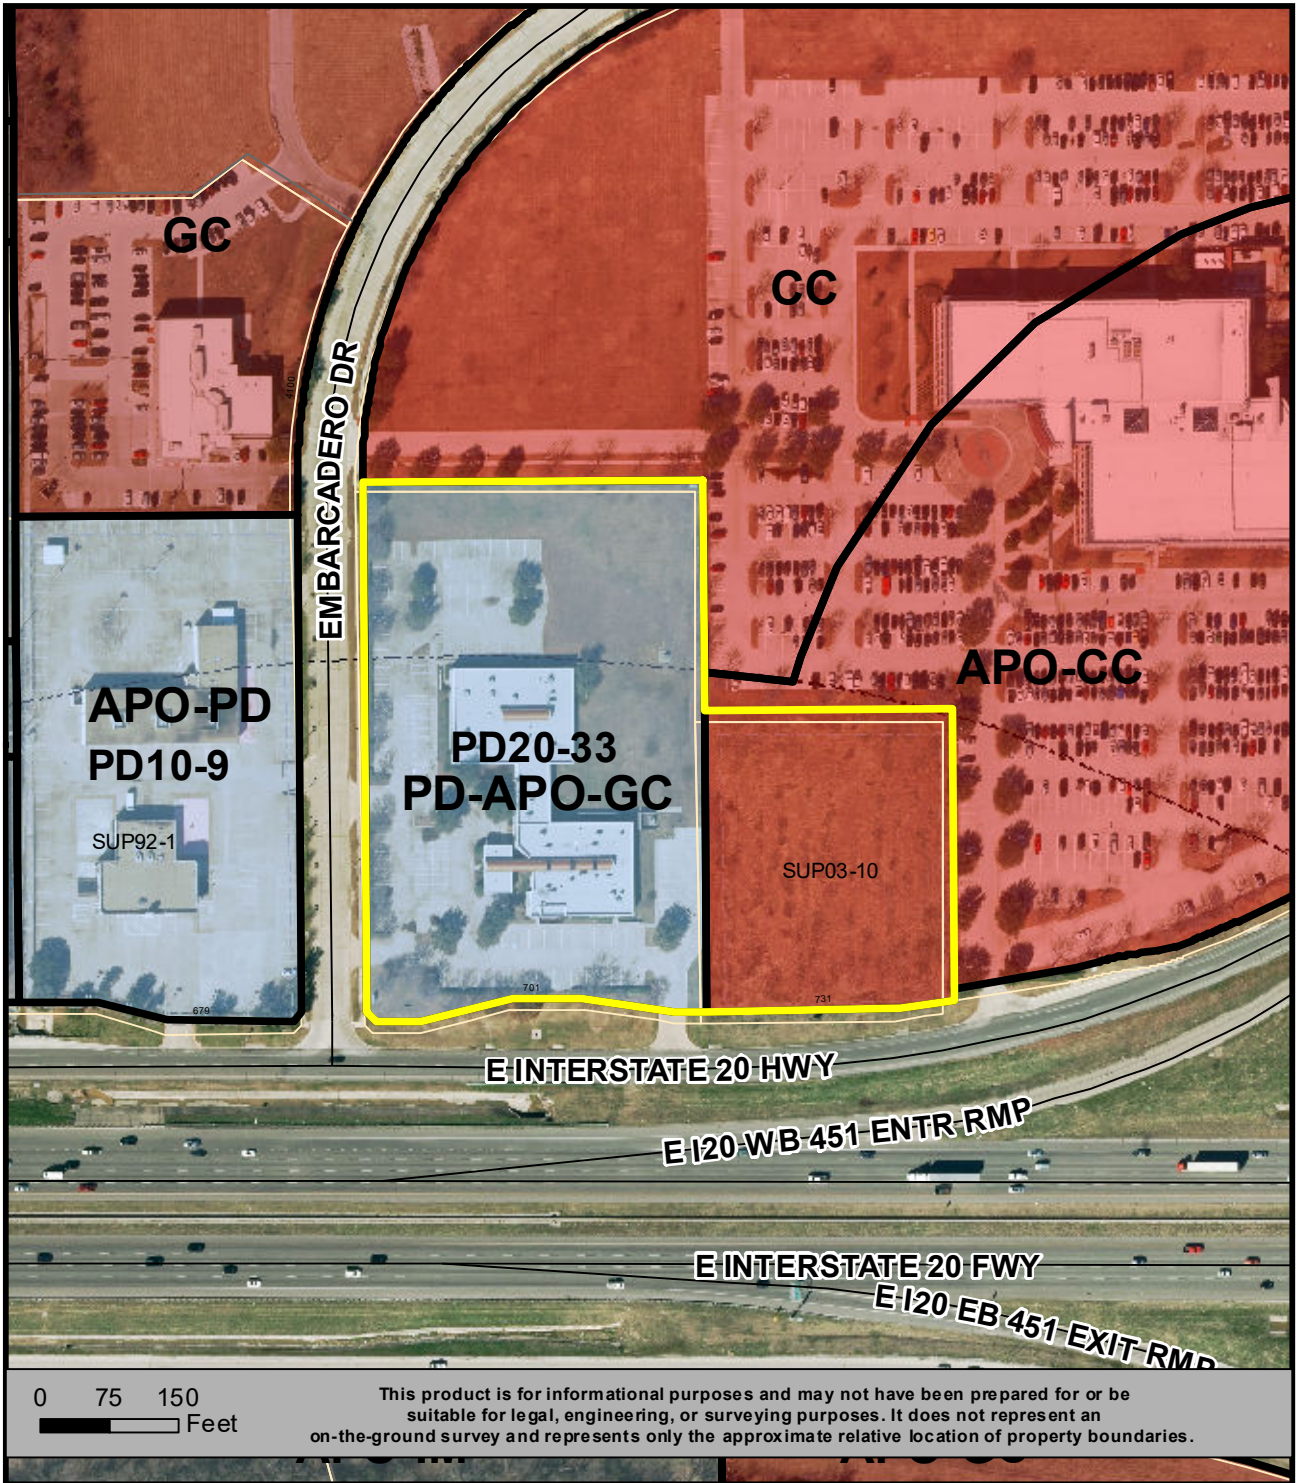 GC
CC
4100
EMBARCADERO DR
APO-CC
APO-PD
PD10-9
PD20-33
PD-APO-GC
SUP92-1
SUP03-10
701
731
679
E INTERSTATE 20 HWY
E I20 WB 451 ENTR RMP
E INTERSTATE 20 FWY
E I20 EB 451 EXIT RMP
0 75 150
Feet
This product is for informational purposes and may not have been prepared for or be
suitable for legal, engineering, or surveying purposes. It does not represent an
on-the-ground survey and represents only the approximate relative location of property boundaries.